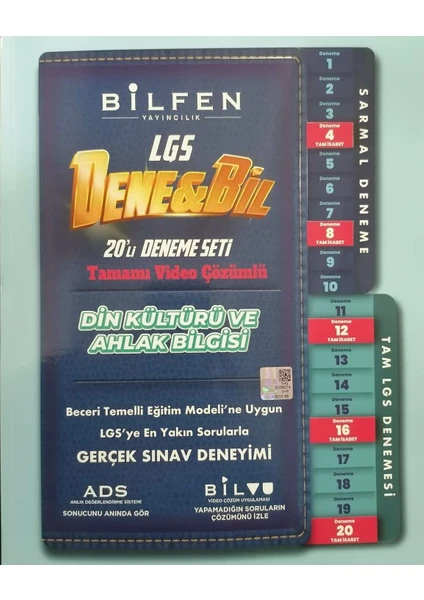 BİLFEN
YAYINCILIK
LGS
DENE&BİL
20'Lİ DENEME SETİ
Tamamı Video Çözümlü
DİN KÜLTÜRÜ VE
AHLAK BİLGİSİ
Beceri Temelli Eğitim Modeli'ne Uygun
LGS'ye En Yakın Sorularla
GERÇEK SINAV DENEYİMİ
ADS
ANLIK DEĞERLENDİRME SİSTEMİ
SONUCUNU ANINDA GÖR
BİLVU
VİDEO ÇÖZÜM UYGULAMASI
YAPAMADIĞIN SORULARIN
ÇÖZÜMÜNÜ İZLE
Deneme
1
Deneme
2
Deneme
3
Deneme
4
TAM İSABET
Deneme
5
Deneme
6
Deneme
7
Deneme
8
TAM İSABET
Deneme
9
Deneme
10
SARMAL DENEME
Deneme
11
Deneme
12
TAM İSABET
Deneme
13
Deneme
14
Deneme
15
Deneme
16
TAM İSABET
Deneme
17
Deneme
18
Deneme
19
Deneme
20
TAM İSABET
TAM LGS DENEMESİ